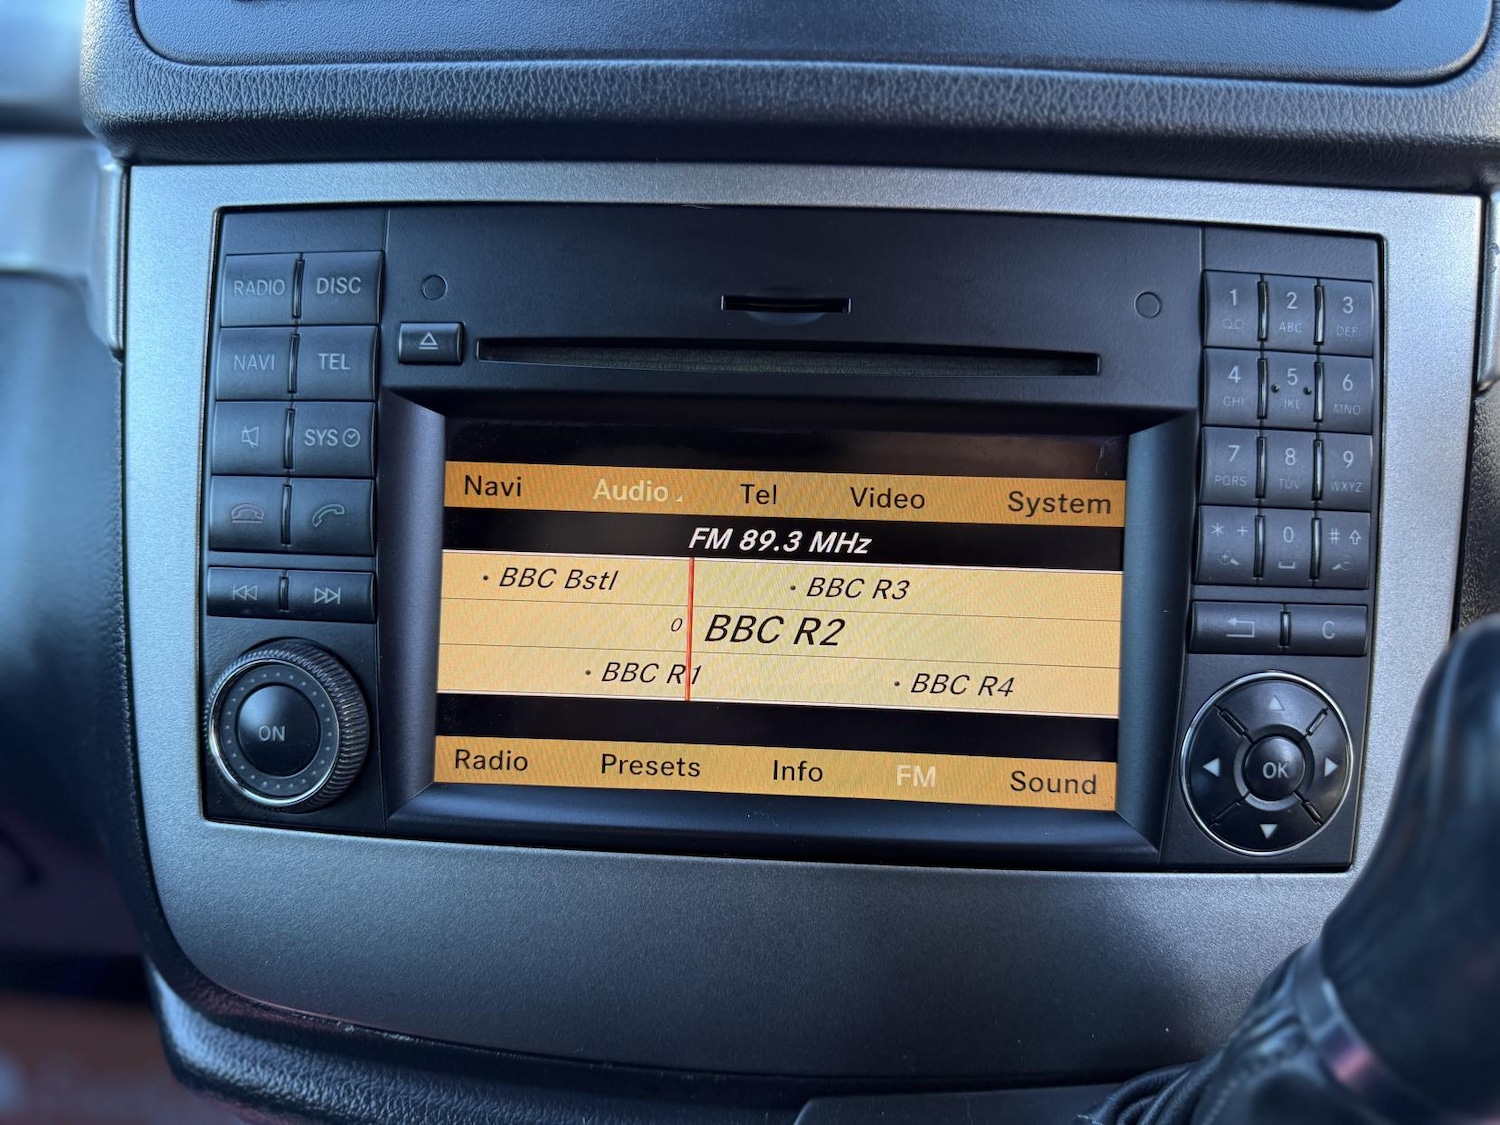 RADIO DISC
NAVI TEL
SYS
ON
1 2 ABC 3 DEF
4 GHI 5 JKL 6 MNO
7 PQRS 8 TUV 9 WXYZ
* + 0 #
C
OK
Navi Audio Tel Video System
FM 89.3 MHz
• BBC Bstl • BBC R3
0 BBC R2
• BBC R1 • BBC R4
Radio Presets Info FM Sound